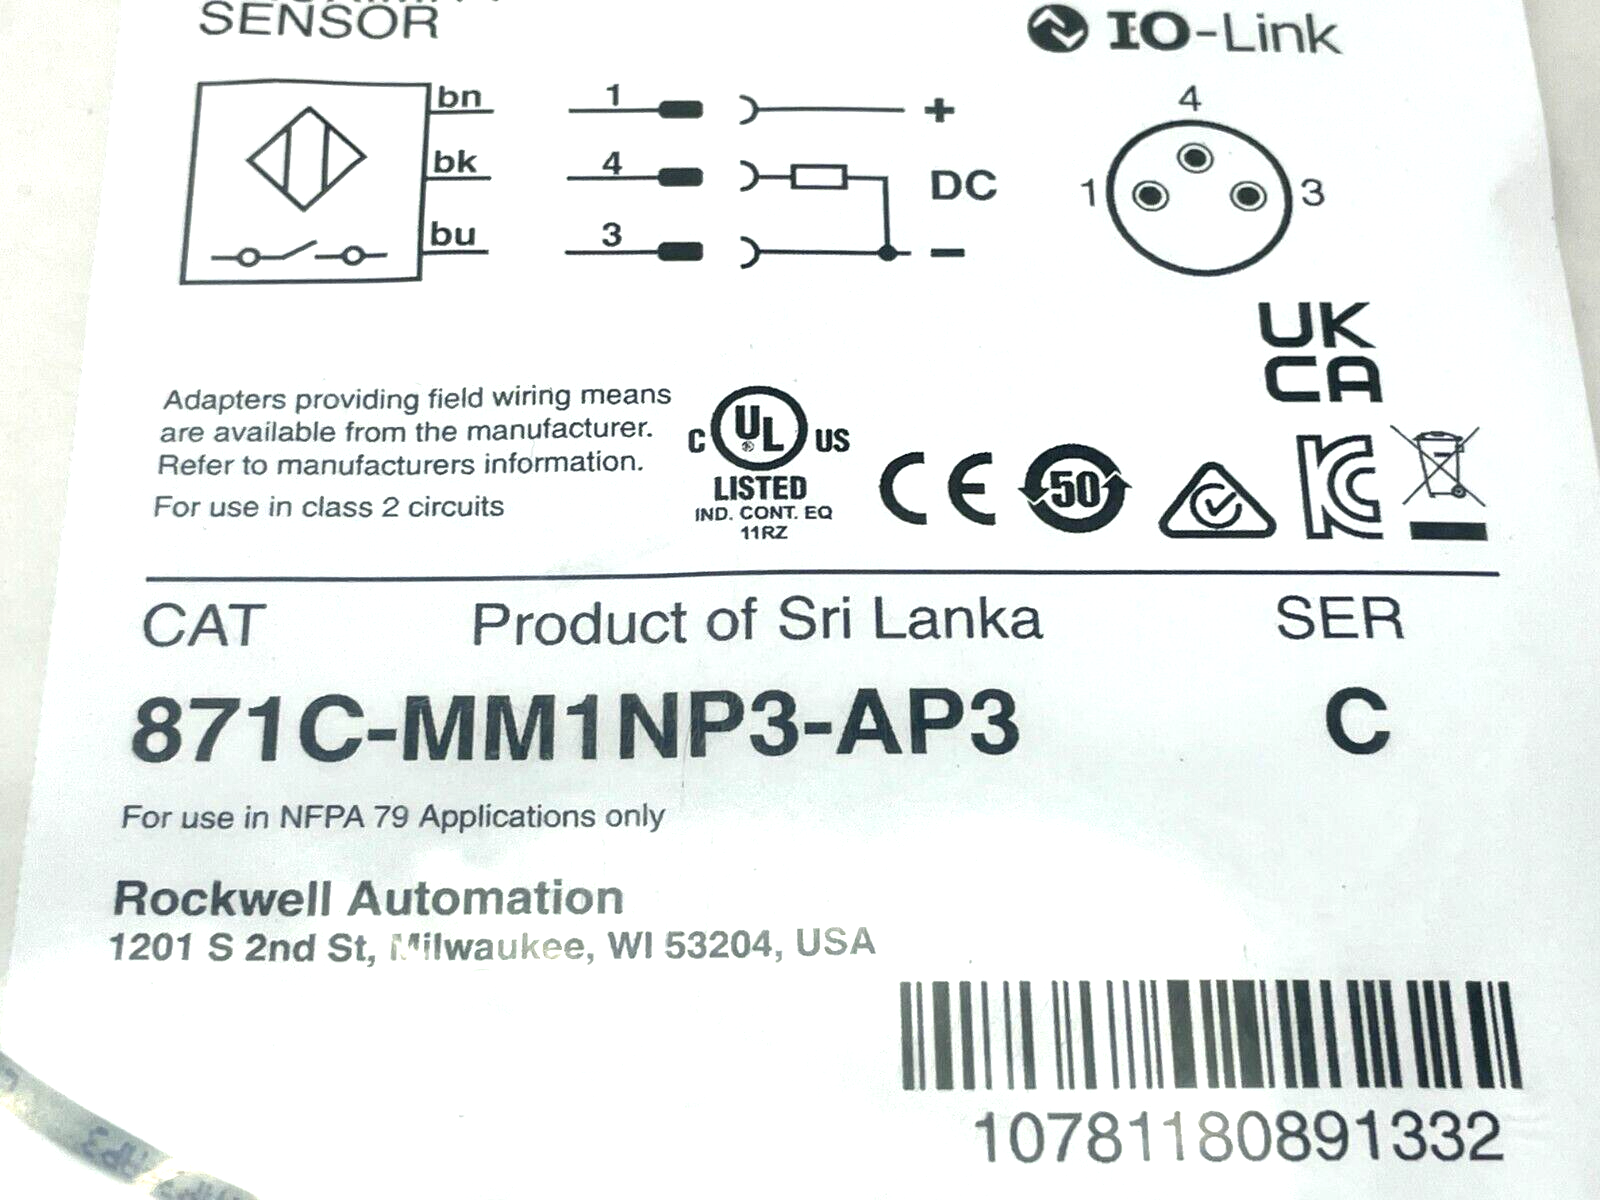 SENSOR
IO-Link
bn 1 +
bk 4 DC
bu 3 −
4
1 3
UK
CA
Adapters providing field wiring means
are available from the manufacturer.
Refer to manufacturers information.
For use in class 2 circuits
C UL ® US
LISTED
IND. CONT. EQ
11RZ
CE
50
CAT Product of Sri Lanka SER
871C-MM1NP3-AP3 C
For use in NFPA 79 Applications only
Rockwell Automation
1201 S 2nd St, Milwaukee, WI 53204, USA
10781180891332